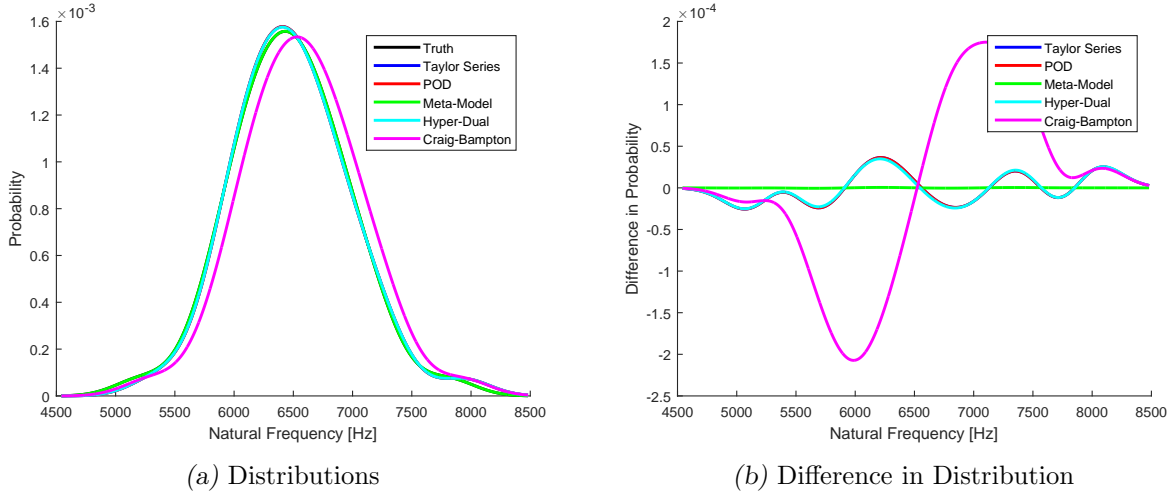 ×10⁻³
1.6
1.4
1.2
1
0.8
0.6
0.4
0.2
0
Probability
4500 5000 5500 6000 6500 7000 7500 8000 8500
Natural Frequency [Hz]
Truth
Taylor Series
POD
Meta-Model
Hyper-Dual
Craig-Bampton
(a) Distributions
×10⁻⁴
2
1.5
1
0.5
0
-0.5
-1
-1.5
-2
-2.5
Difference in Probability
4500 5000 5500 6000 6500 7000 7500 8000 8500
Natural Frequency [Hz]
Taylor Series
POD
Meta-Model
Hyper-Dual
Craig-Bampton
(b) Difference in Distribution